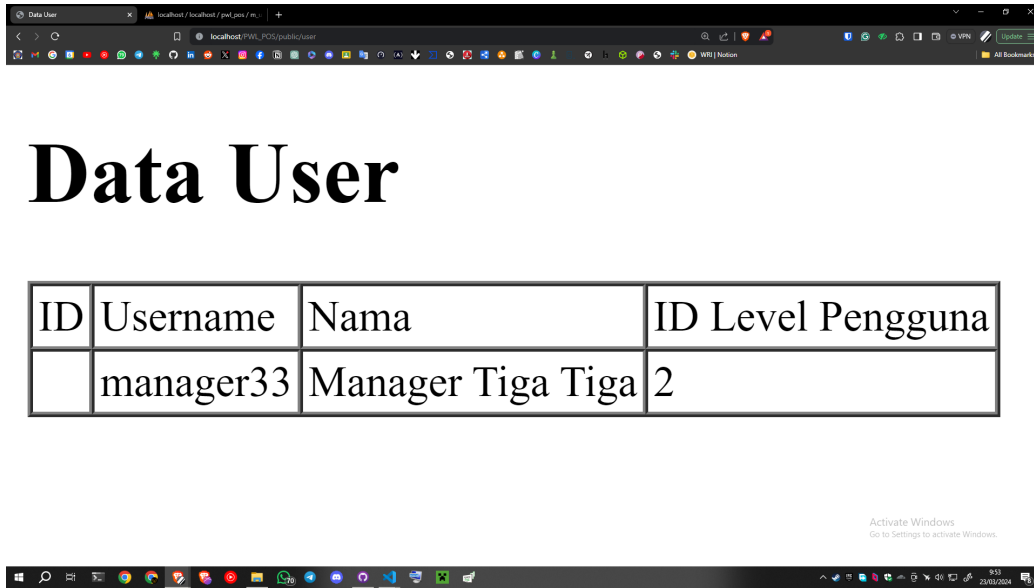 Data User
localhost / localhost / pwl_pos / m_u
localhost/PWL_POS/public/user
VPN
Update
WRI | Notion
All Bookmarks
Data User
ID Username Nama ID Level Pengguna
manager33 Manager Tiga Tiga 2
Activate Windows
Go to Settings to activate Windows.
9:53
23/03/2024